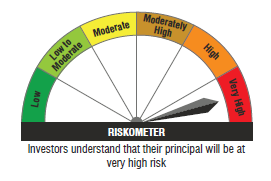 Low
Low to
Moderate
Moderate
Moderately
High
High
Very High
RISKOMETER
Investors understand that their principal will be at
very high risk